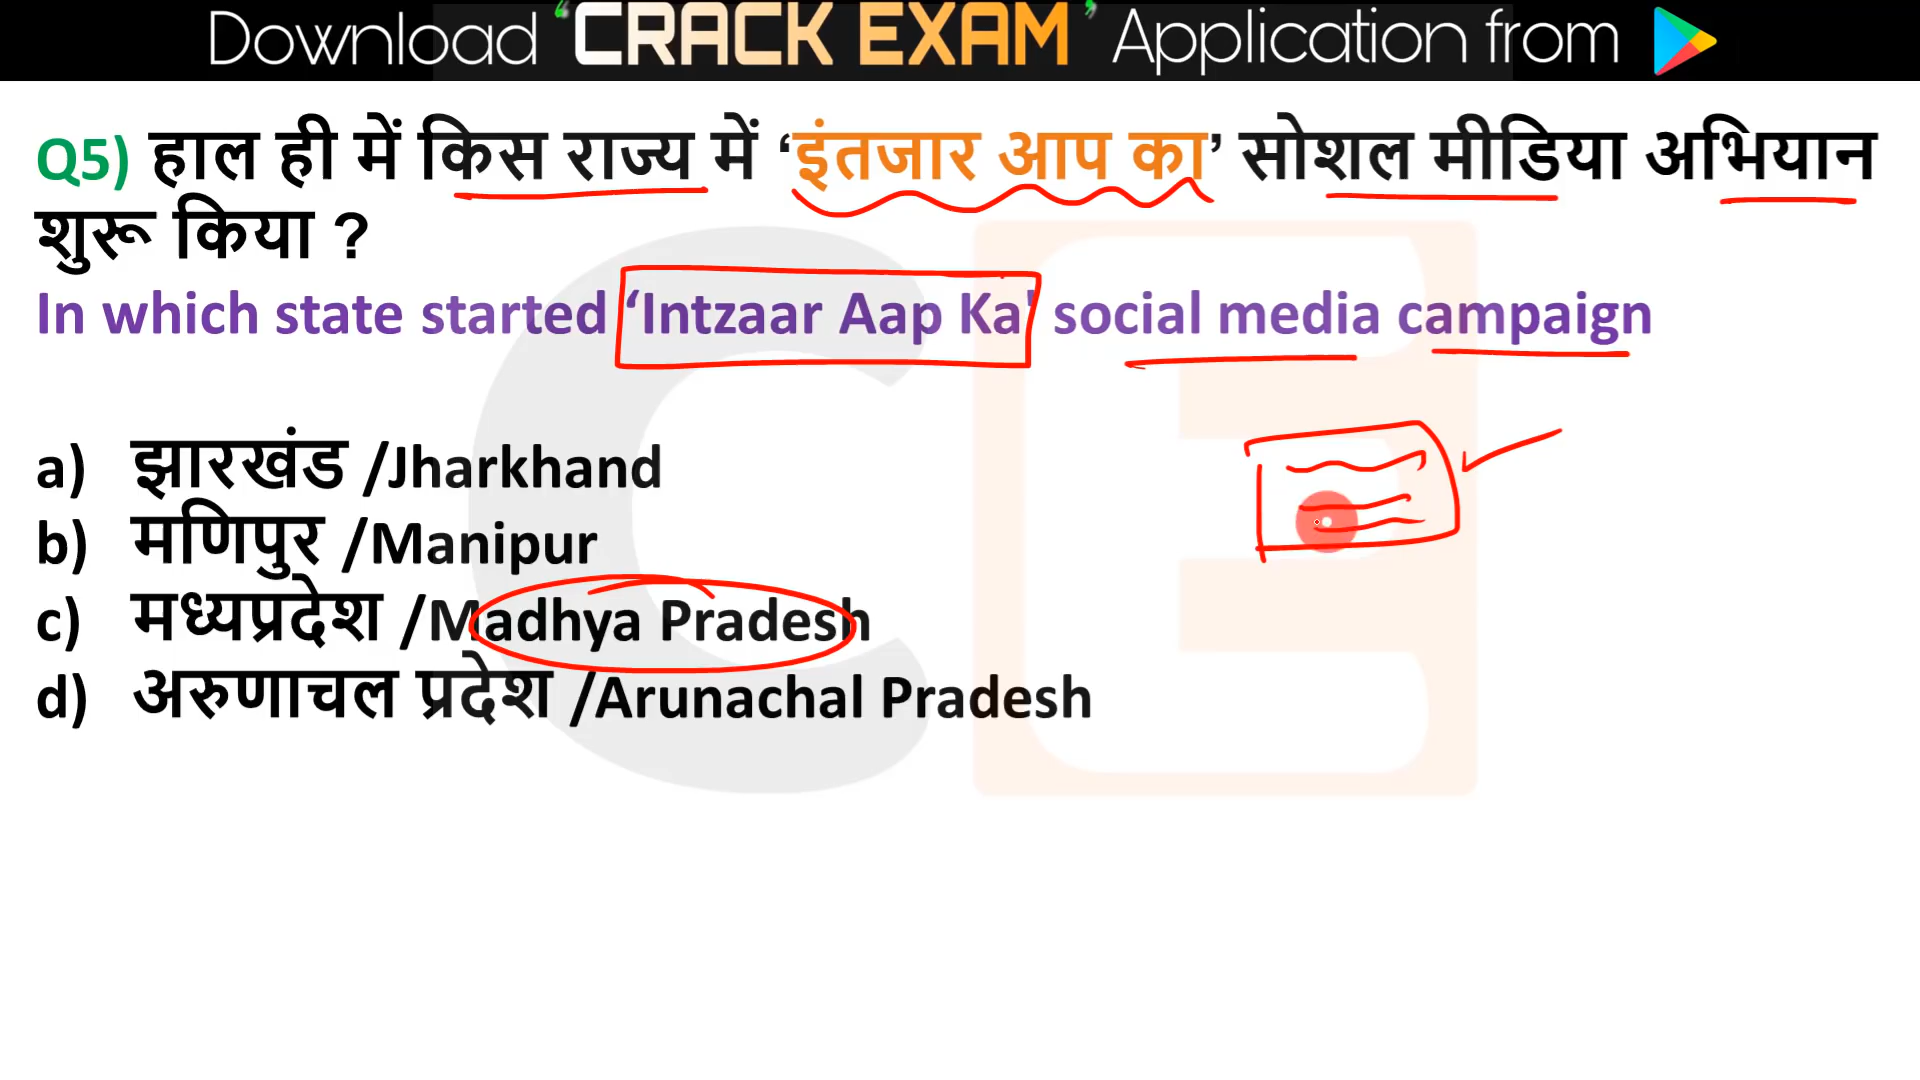 Download ‘CRACK EXAM’ Application from
Q5) हाल ही में किस राज्य में ‘इंतजार आप का’ सोशल मीडिया अभियान
शुरू किया ?
In which state started ‘Intzaar Aap Ka' social media campaign
a) झारखंड /Jharkhand
b) मणिपुर /Manipur
c) मध्यप्रदेश /Madhya Pradesh
d) अरुणाचल प्रदेश /Arunachal Pradesh
CE